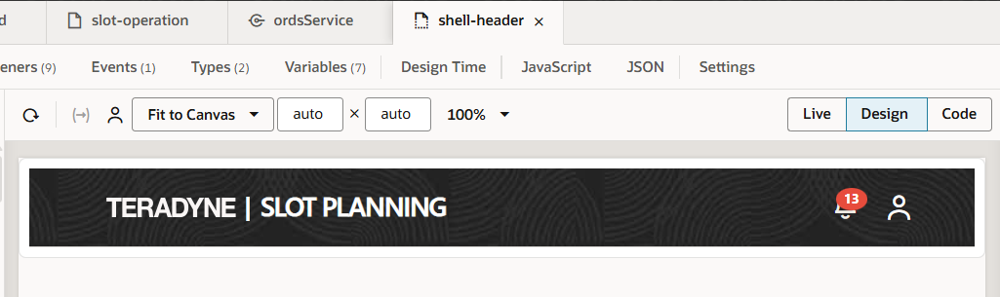 slot-operation ordsService shell-header ×
eners (9) Events (1) Types (2) Variables (7) Design Time JavaScript JSON Settings
Fit to Canvas auto × auto 100% Live Design Code
TERADYNE | SLOT PLANNING 13